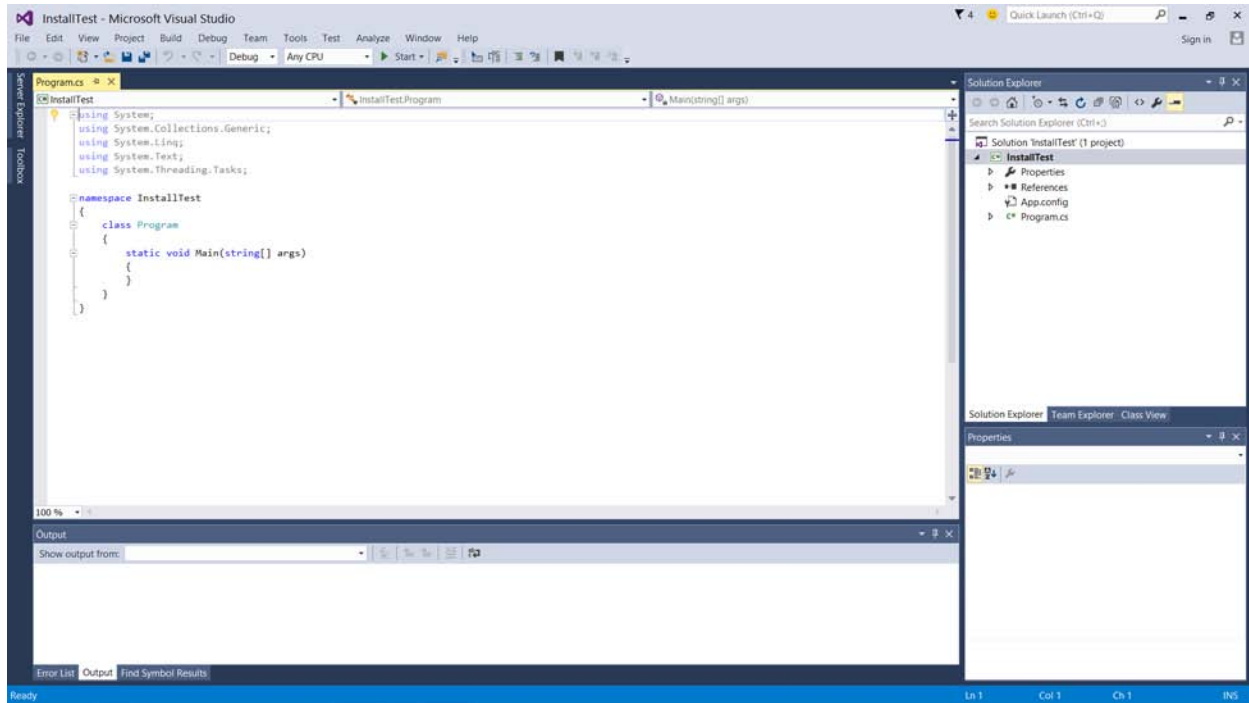 InstallTest - Microsoft Visual Studio
4
Quick Launch (Ctrl+Q)
File Edit View Project Build Debug Team Tools Test Analyze Window Help
Sign in
Debug Any CPU Start
Server Explorer
Toolbox
Program.cs
InstallTest
InstallTest.Program
Main(string[] args)
using System;
using System.Collections.Generic;
using System.Linq;
using System.Text;
using System.Threading.Tasks;
namespace InstallTest
{
class Program
{
static void Main(string[] args)
{
}
}
}
100 %
Output
Show output from:
Error List Output Find Symbol Results
Solution Explorer
Search Solution Explorer (Ctrl+;)
Solution 'InstallTest' (1 project)
InstallTest
Properties
References
App.config
Program.cs
Solution Explorer Team Explorer Class View
Properties
Ready
Ln 1 Col 1 Ch 1 INS